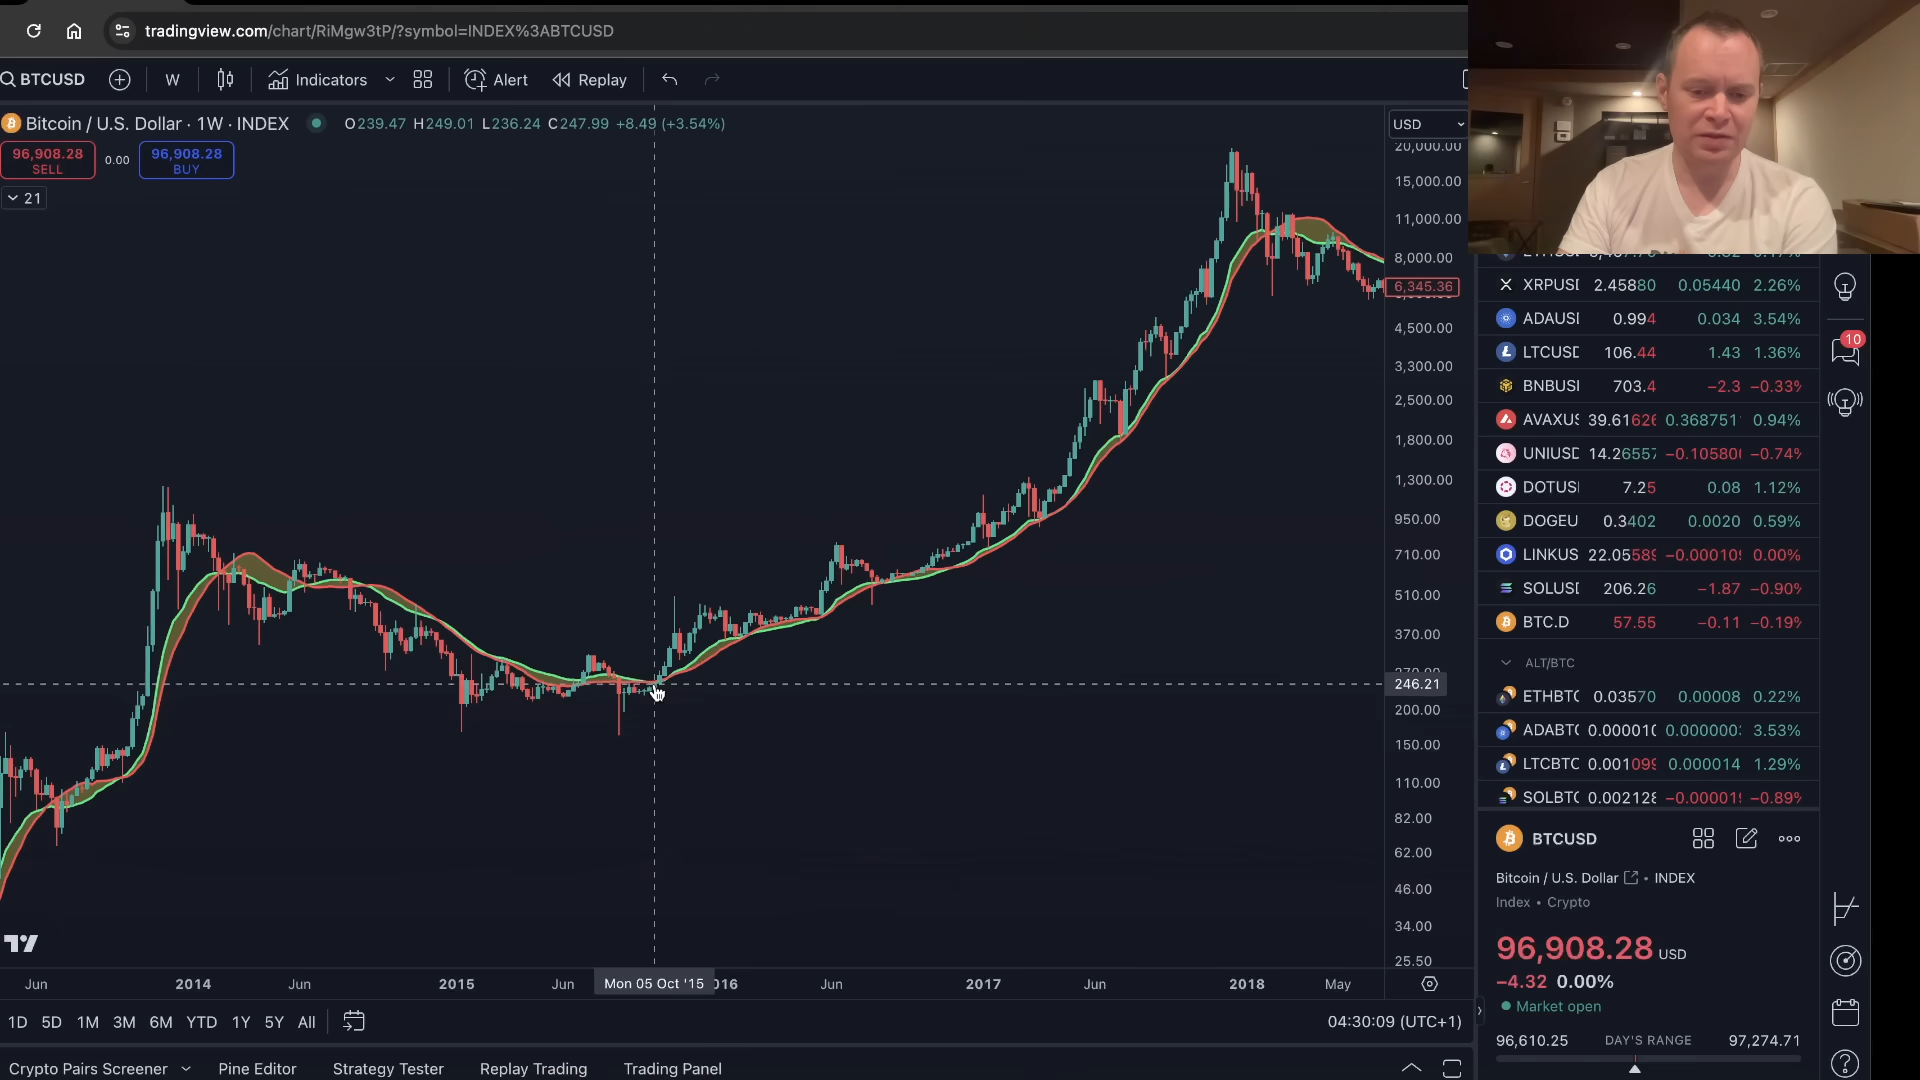 tradingview.com/chart/RiMgw3tP/?symbol=INDEX%3ABTCUSD
BTCUSD W Indicators Alert Replay
Bitcoin / U.S. Dollar · 1W · INDEX O239.47 H249.01 L236.24 C247.99 +8.49 (+3.54%)
96,908.28 SELL
0.00
96,908.28 BUY
21
USD
20,000.00
15,000.00
11,000.00
8,000.00
6,345.36
4,500.00
3,300.00
2,500.00
1,800.00
1,300.00
950.00
710.00
510.00
370.00
270.00
246.21
200.00
150.00
110.00
82.00
62.00
46.00
34.00
25.50
Jun 2014 Jun 2015 Jun Mon 05 Oct '15 016 Jun 2017 Jun 2018 May
1D 5D 1M 3M 6M YTD 1Y 5Y All
04:30:09 (UTC+1)
Crypto Pairs Screener Pine Editor Strategy Tester Replay Trading Trading Panel
XRPUSI 2.45880 0.05440 2.26%
ADAUSI 0.994 0.034 3.54%
LTCUSD 106.44 1.43 1.36%
BNBUSI 703.4 −2.3 −0.33%
AVAXUS 39.61626 0.368751 0.94%
UNIUSD 14.26557 −0.10580 −0.74%
DOTUSI 7.25 0.08 1.12%
DOGEU 0.3402 0.0020 0.59%
LINKUS 22.05589 −0.00010 0.00%
SOLUSD 206.26 −1.87 −0.90%
BTC.D 57.55 −0.11 −0.19%
ALT/BTC
ETHBTC 0.03570 0.00008 0.22%
ADABTC 0.000010 0.000000 3.53%
LTCBTC 0.001099 0.000014 1.29%
SOLBTC 0.002128 −0.00001 −0.89%
10
BTCUSD
Bitcoin / U.S. Dollar • INDEX
Index • Crypto
96,908.28 USD
−4.32 0.00%
Market open
96,610.25 DAY'S RANGE 97,274.71